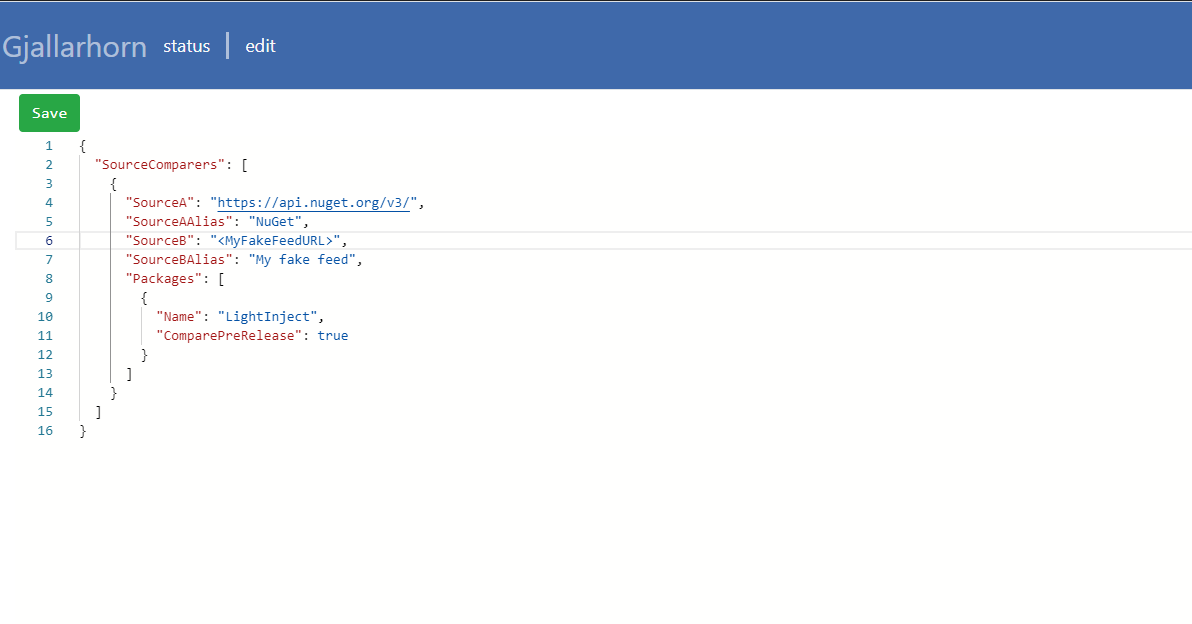 Gjallarhorn status | edit
Save
1 {
2 "SourceComparers": [
3 {
4 "SourceA": "https://api.nuget.org/v3/",
5 "SourceAAlias": "NuGet",
6 "SourceB": "<MyFakeFeedURL>",
7 "SourceBAlias": "My fake feed",
8 "Packages": [
9 {
10 "Name": "LightInject",
11 "ComparePreRelease": true
12 }
13 ]
14 }
15 ]
16 }